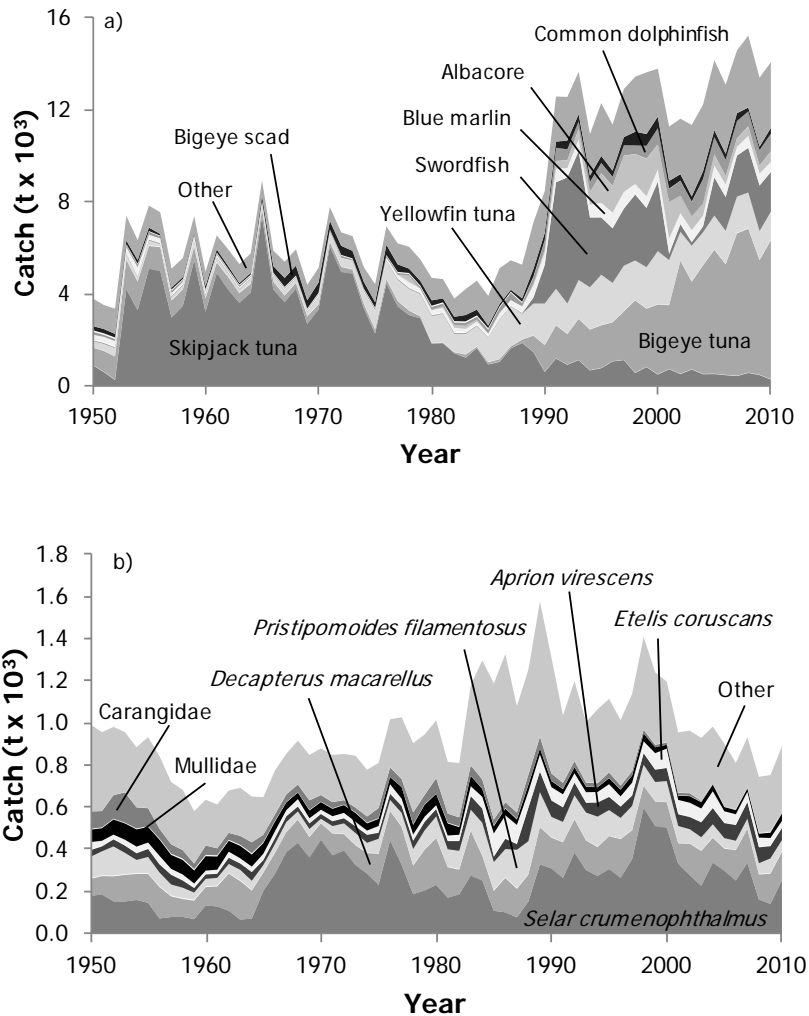 a)
16
12
8
4
0
Catch (t x 10³)
Common dolphinfish
Albacore
Blue marlin
Swordfish
Yellowfin tuna
Bigeye scad
Other
Skipjack tuna
Bigeye tuna
1950 1960 1970 1980 1990 2000 2010
Year
b)
1.8
1.6
1.4
1.2
1.0
0.8
0.6
0.4
0.2
0.0
Catch (t x 10³)
Aprion virescens
Etelis coruscans
Pristipomoides filamentosus
Decapterus macarellus
Other
Carangidae
Mullidae
Selar crumenophthalmus
1950 1960 1970 1980 1990 2000 2010
Year